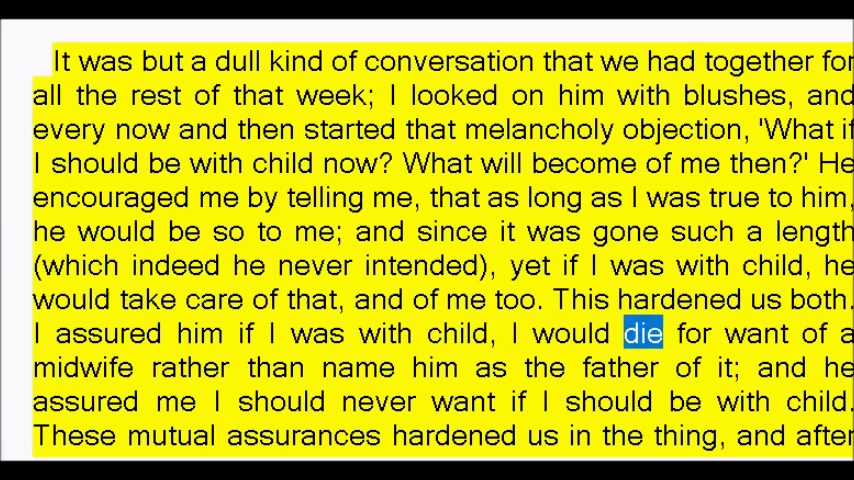 It was but a dull kind of conversation that we had together for
all the rest of that week; I looked on him with blushes, and
every now and then started that melancholy objection, 'What if
I should be with child now? What will become of me then?' He
encouraged me by telling me, that as long as I was true to him,
he would be so to me; and since it was gone such a length
(which indeed he never intended), yet if I was with child, he
would take care of that, and of me too. This hardened us both.
I assured him if I was with child, I would die for want of a
midwife rather than name him as the father of it; and he
assured me I should never want if I should be with child.
These mutual assurances hardened us in the thing, and after